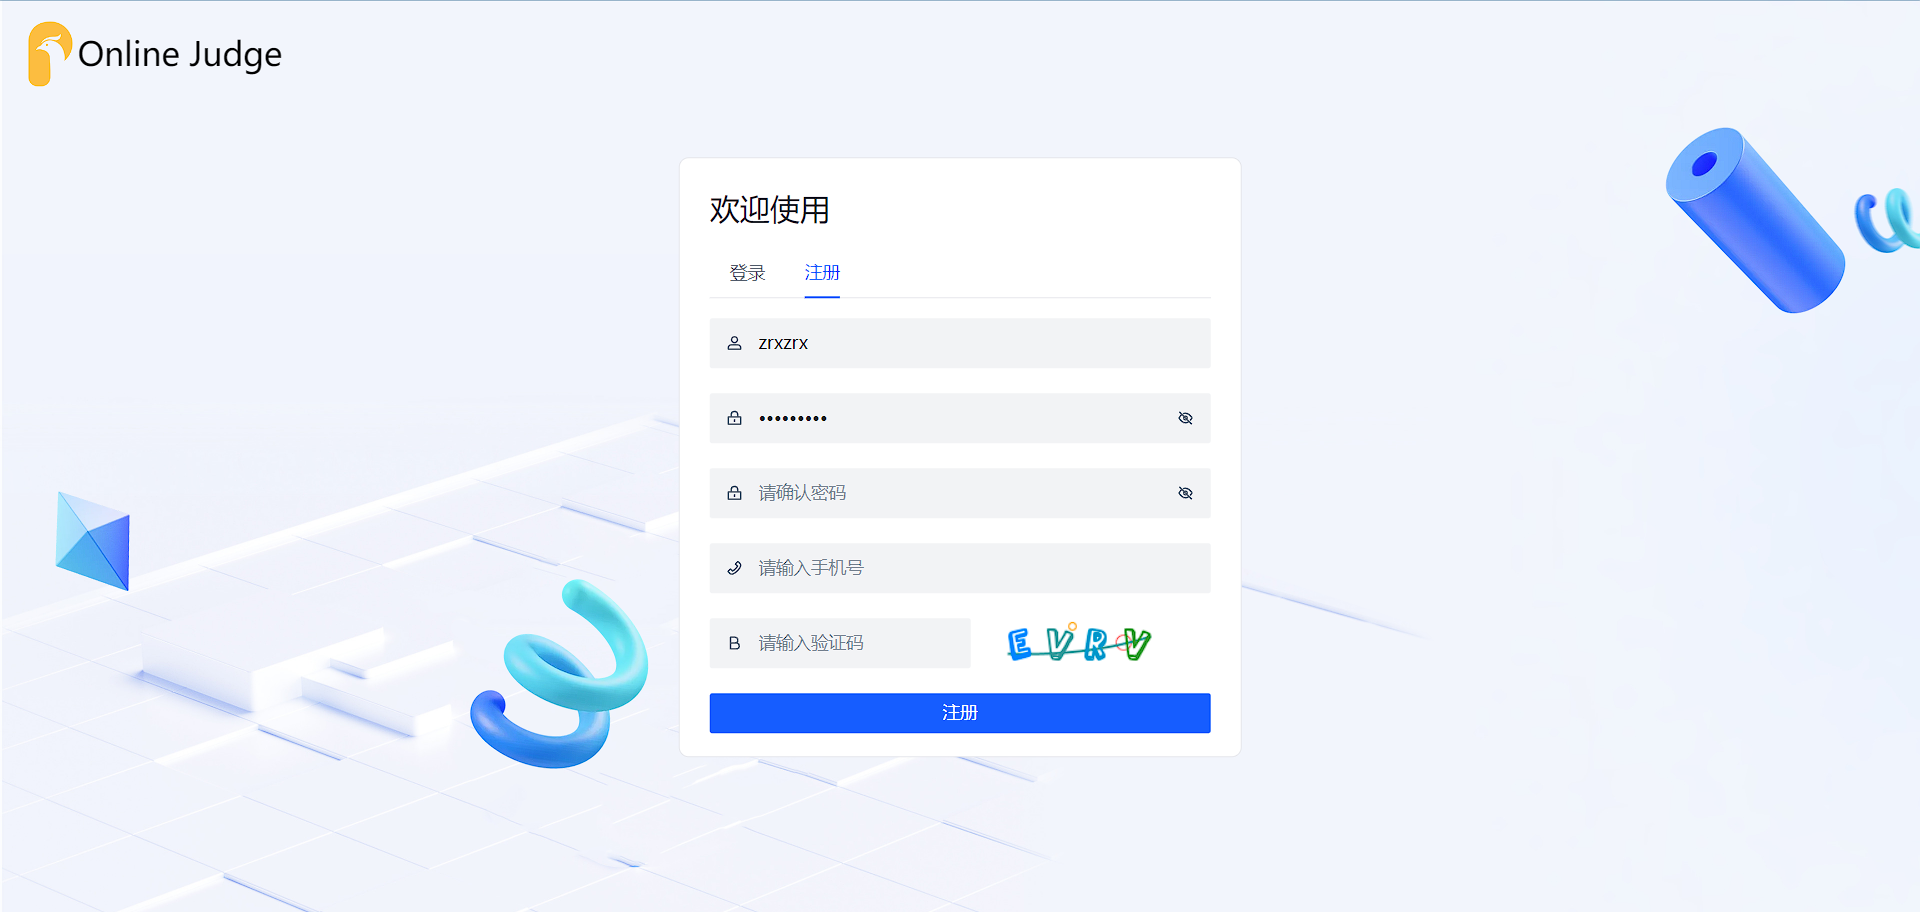 Online Judge
欢迎使用
登录 注册
zrxzrx
•••••••••
请确认密码
请输入手机号
请输入验证码 EVRV
注册